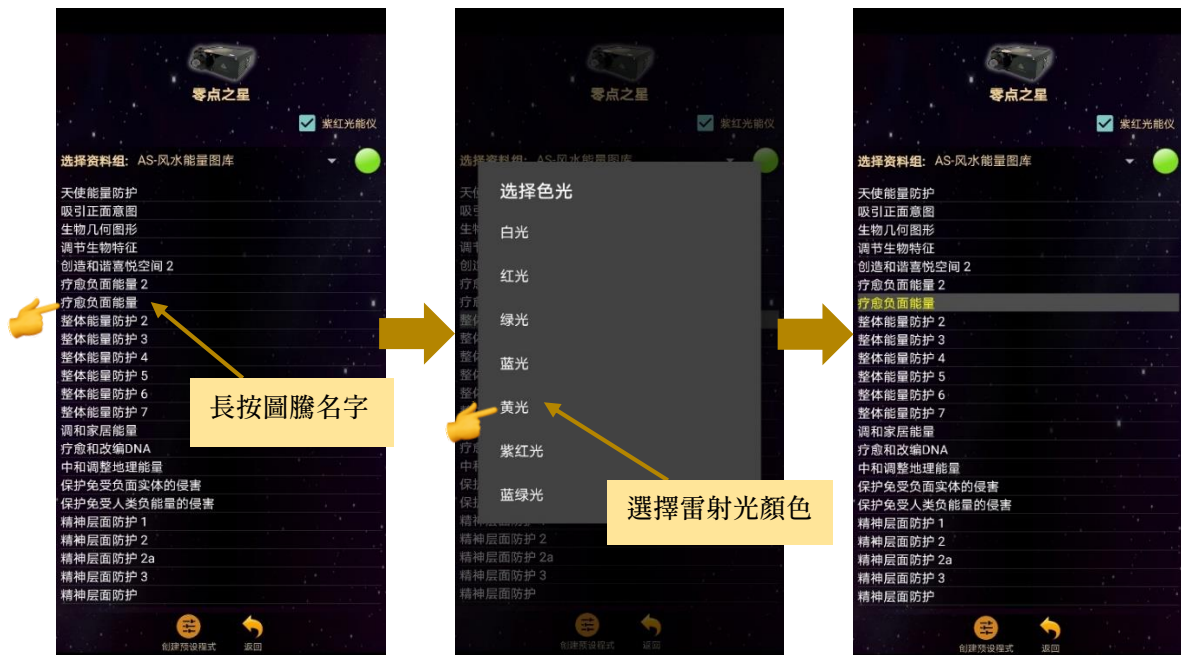 零点之星
紫红光能仪
选择资料组: AS-风水能量图库
天使能量防护
吸引正面意图
生物几何图形
调节生物特征
创造和谐喜悦空间 2
疗愈负面能量 2
疗愈负面能量
整体能量防护 2
整体能量防护 3
整体能量防护 4
整体能量防护 5
整体能量防护 6
整体能量防护 7
调和家居能量
疗愈和改编DNA
中和调整地理能量
保护免受负面实体的侵害
保护免受人类负能量的侵害
精神层面防护 1
精神层面防护 2
精神层面防护 2a
精神层面防护 3
精神层面防护
创建预设程式
返回
長按圖騰名字
零点之星
紫红光能仪
选择资料组: AS-风水能量图库
选择色光
白光
红光
绿光
蓝光
黄光
紫红光
蓝绿光
選擇雷射光顏色
精神层面防护 2
精神层面防护 2a
精神层面防护 3
精神层面防护
创建预设程式
返回
零点之星
紫红光能仪
选择资料组: AS-风水能量图库
天使能量防护
吸引正面意图
生物几何图形
调节生物特征
创造和谐喜悦空间 2
疗愈负面能量 2
疗愈负面能量
整体能量防护 2
整体能量防护 3
整体能量防护 4
整体能量防护 5
整体能量防护 6
整体能量防护 7
调和家居能量
疗愈和改编DNA
中和调整地理能量
保护免受负面实体的侵害
保护免受人类负能量的侵害
精神层面防护 1
精神层面防护 2
精神层面防护 2a
精神层面防护 3
精神层面防护
创建预设程式
返回